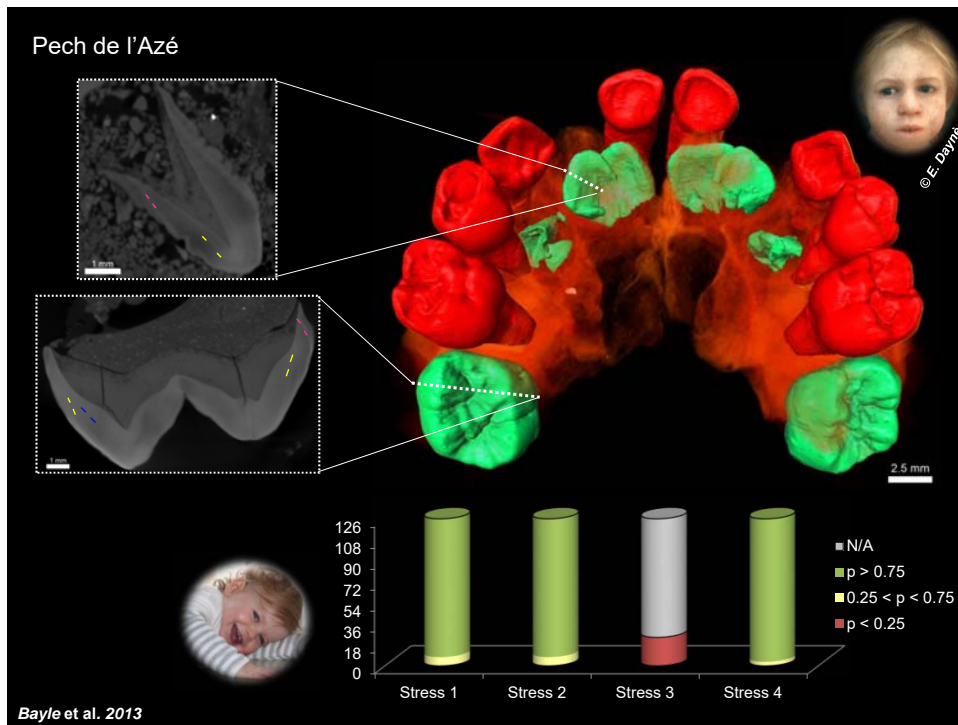 Pech de l'Azé
© E. Daynè
1 mm
1 mm
2.5 mm
126
108
90
72
54
36
18
0
Stress 1
Stress 2
Stress 3
Stress 4
N/A
p > 0.75
0.25 < p < 0.75
p < 0.25
Bayle et al. 2013